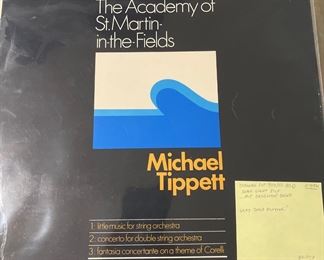 The Academy of
St. Martin-
in-the-Fields
Michael
Tippett
1: little music for string orchestra
2: concerto for double string orchestra
3: fantasia concertante on a theme of Corelli